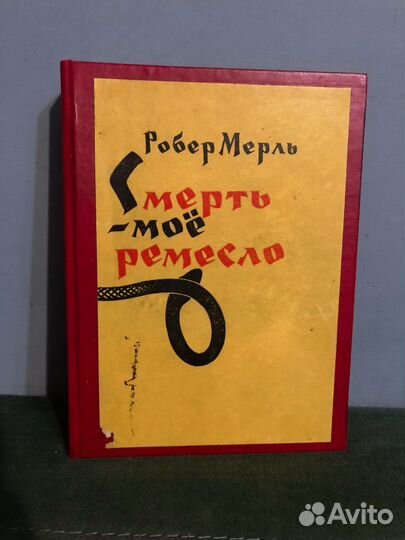 Робер Мерль
Смерть
-моё
ремесло
Avito